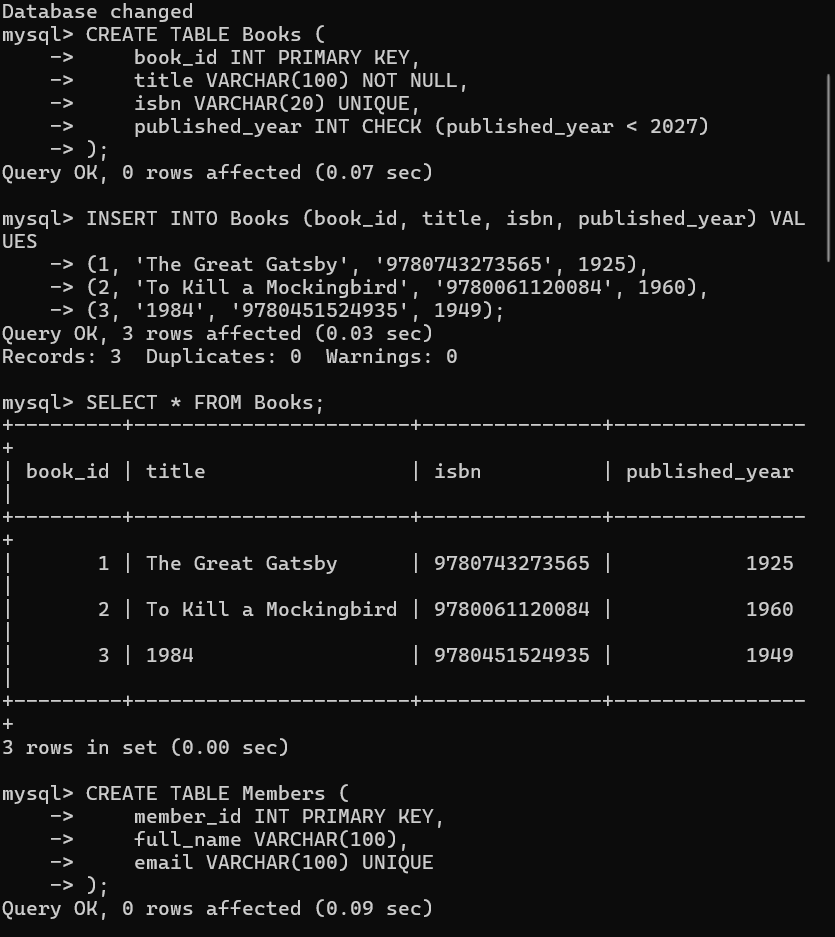 Database changed
mysql> CREATE TABLE Books (
    ->     book_id INT PRIMARY KEY,
    ->     title VARCHAR(100) NOT NULL,
    ->     isbn VARCHAR(20) UNIQUE,
    ->     published_year INT CHECK (published_year < 2027)
    -> );
Query OK, 0 rows affected (0.07 sec)

mysql> INSERT INTO Books (book_id, title, isbn, published_year) VAL
UES
    -> (1, 'The Great Gatsby', '9780743273565', 1925),
    -> (2, 'To Kill a Mockingbird', '9780061120084', 1960),
    -> (3, '1984', '9780451524935', 1949);
Query OK, 3 rows affected (0.03 sec)
Records: 3  Duplicates: 0  Warnings: 0

mysql> SELECT * FROM Books;
+---------+-----------------------+---------------+----------------
+
| book_id | title                 | isbn          | published_year 
|
+---------+-----------------------+---------------+----------------
+
|       1 | The Great Gatsby      | 9780743273565 |           1925 
|
|       2 | To Kill a Mockingbird | 9780061120084 |           1960 
|
|       3 | 1984                  | 9780451524935 |           1949 
|
+---------+-----------------------+---------------+----------------
+
3 rows in set (0.00 sec)

mysql> CREATE TABLE Members (
    ->     member_id INT PRIMARY KEY,
    ->     full_name VARCHAR(100),
    ->     email VARCHAR(100) UNIQUE
    -> );
Query OK, 0 rows affected (0.09 sec)